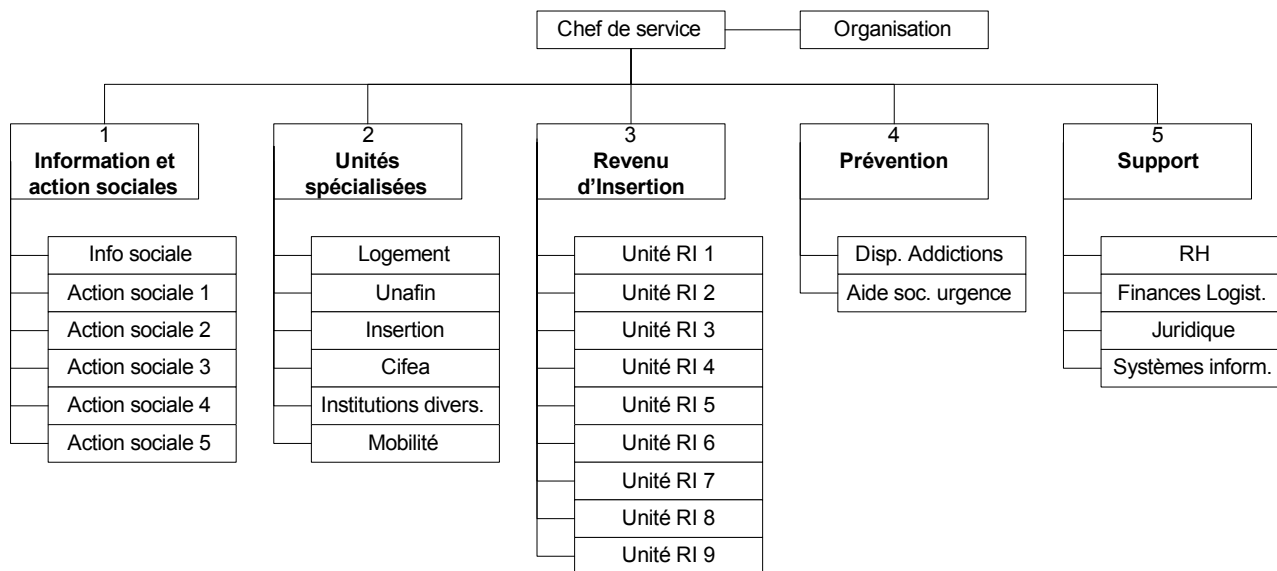 Chef de service
Organisation
1
Information et
action sociales
Info sociale
Action sociale 1
Action sociale 2
Action sociale 3
Action sociale 4
Action sociale 5
2
Unités
spécialisées
Logement
Unafin
Insertion
Cifea
Institutions divers.
Mobilité
3
Revenu
d'Insertion
Unité RI 1
Unité RI 2
Unité RI 3
Unité RI 4
Unité RI 5
Unité RI 6
Unité RI 7
Unité RI 8
Unité RI 9
4
Prévention
Disp. Addictions
Aide soc. urgence
5
Support
RH
Finances Logist.
Juridique
Systèmes inform.